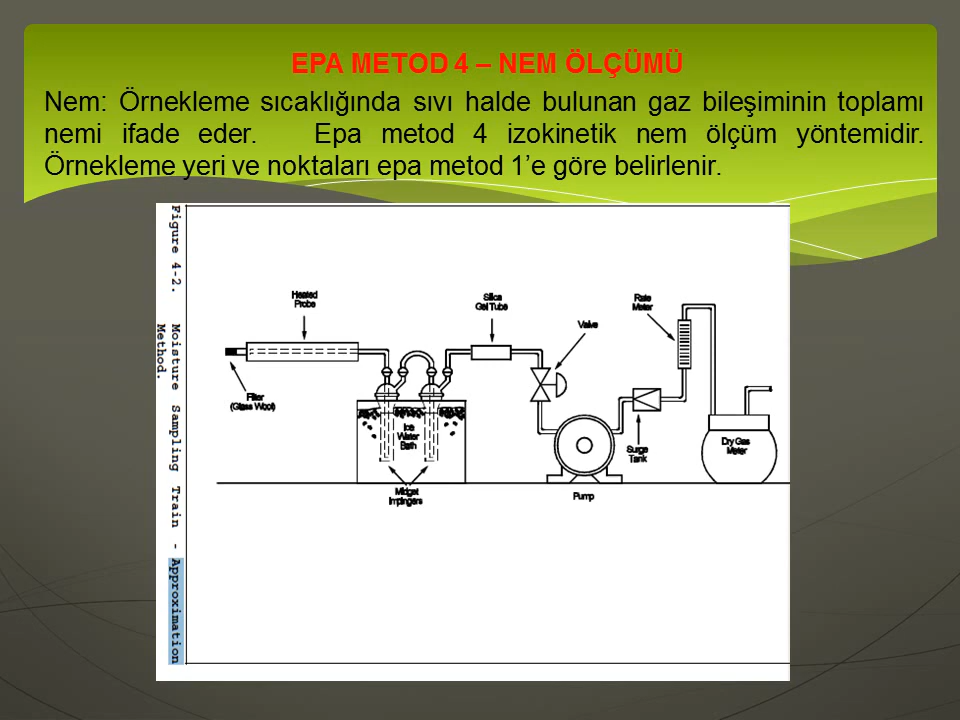 EPA METOD 4 – NEM ÖLÇÜMÜ
Nem: Örnekleme sıcaklığında sıvı halde bulunan gaz bileşiminin toplamı
nemi ifade eder. Epa metod 4 izokinetik nem ölçüm yöntemidir.
Örnekleme yeri ve noktaları epa metod 1’e göre belirlenir.
Figure 4-2. Moisture Sampling Train - Approximation
Method.
Heated
Probe
Silica
Gel Tube
Valve
Rate
Meter
Filter
(Glass Wool)
Ice
Water
Bath
Midget
Impingers
Pump
Surge
Tank
Dry Gas
Meter